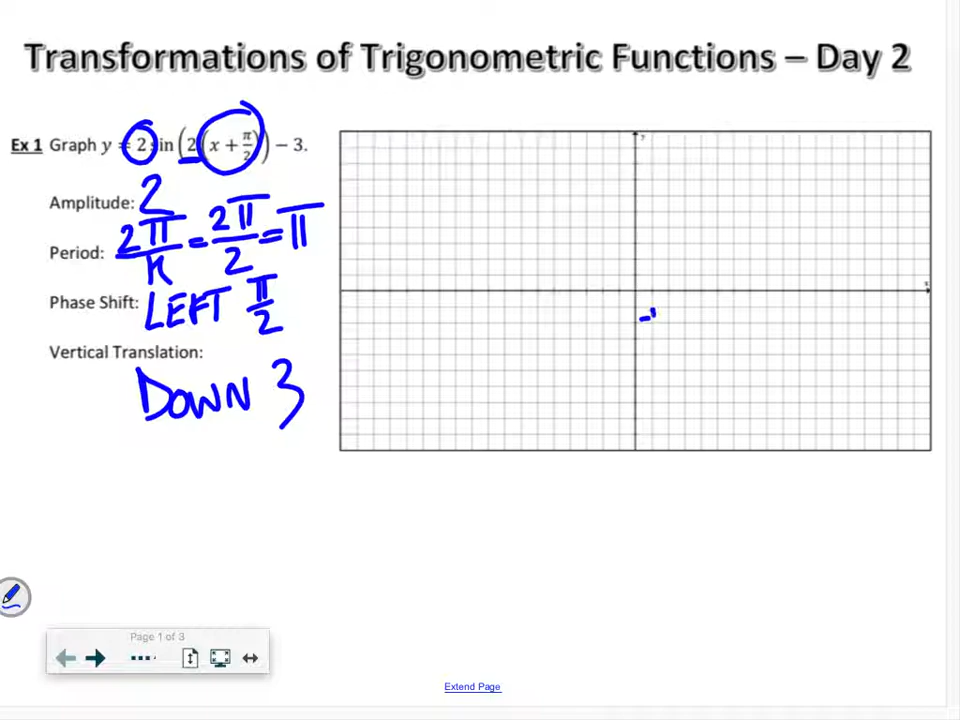 Transformations of Trigonometric Functions – Day 2
Ex 1 Graph y = 2 sin (2 (x + π/2)) − 3.
Amplitude: 2
Period: 2π/K = 2π/2 = π
Phase Shift: LEFT π/2
Vertical Translation:
DOWN 3
y
x
Page 1 of 3
Extend Page